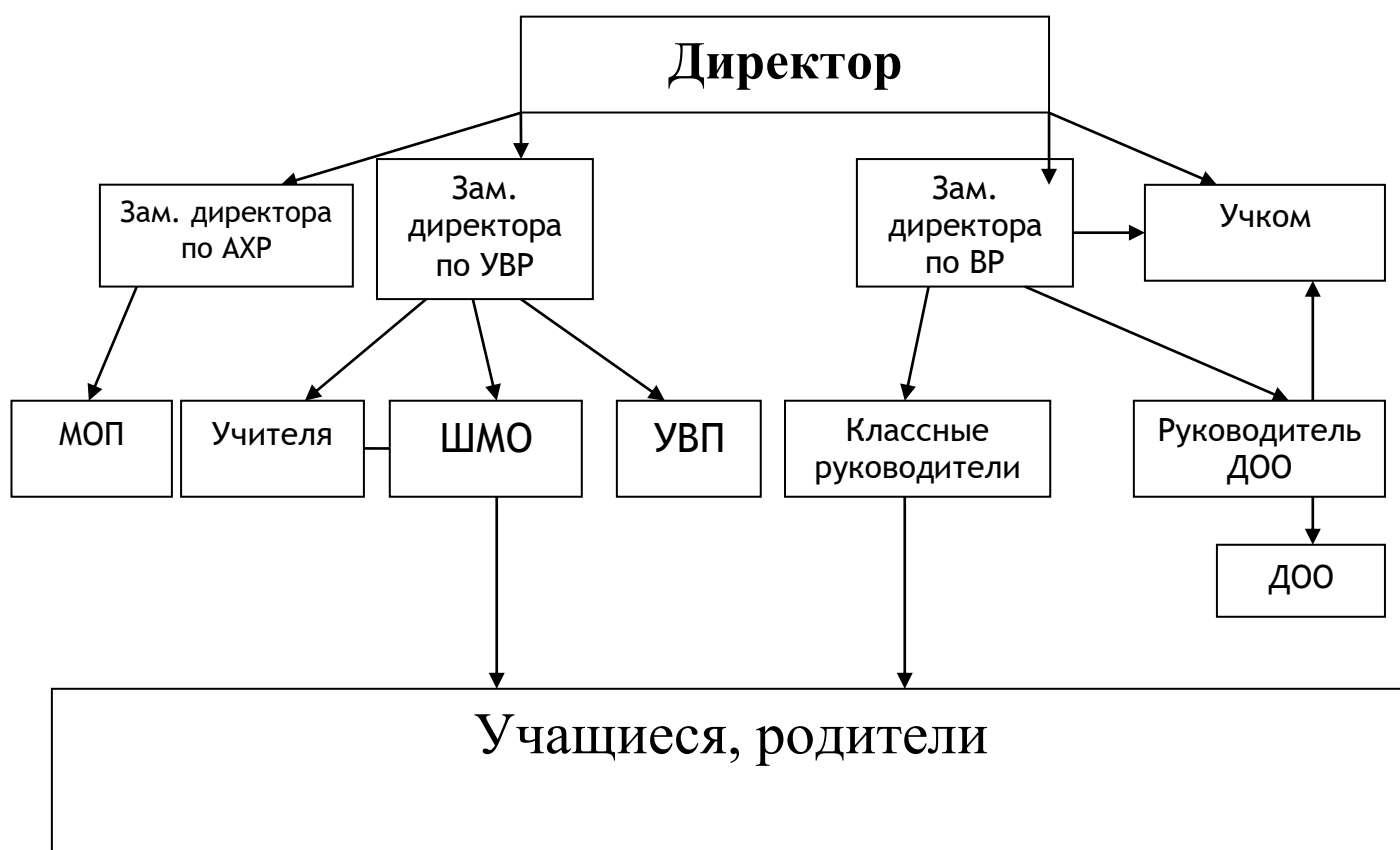 Директор
Зам. директора
по АХР
Зам.
директора
по УВР
Зам.
директора
по ВР
Учком
МОП
Учителя
ШМО
УВП
Классные
руководители
Руководитель
ДОО
ДОО
Учащиеся, родители